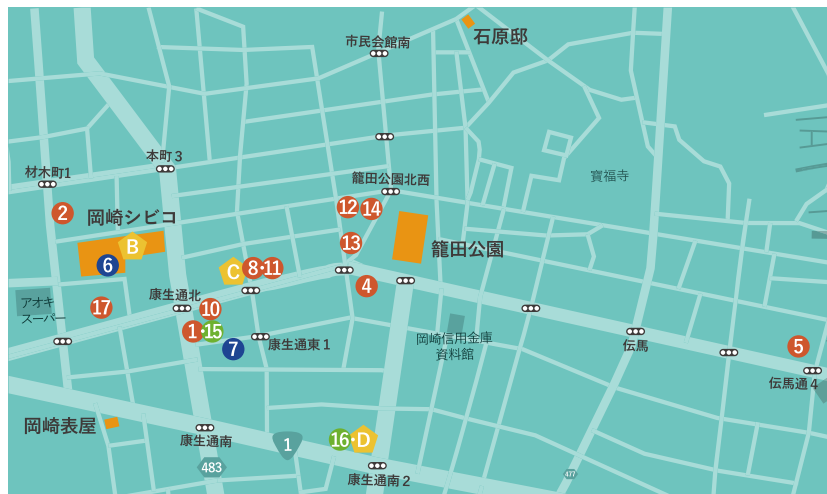 市民会館南
石原邸
本町3
材木町1
籠田公園北西
寶福寺
2
12
14
岡崎シビコ
B
13
籠田公園
6
C
8・11
4
アオキ
スーパー
17
康生通北
10
1・15
7
康生通東1
岡崎信用金庫
資料館
伝馬
5
伝馬通4
岡崎表屋
康生通南
1
16・D
483
康生通南2
477